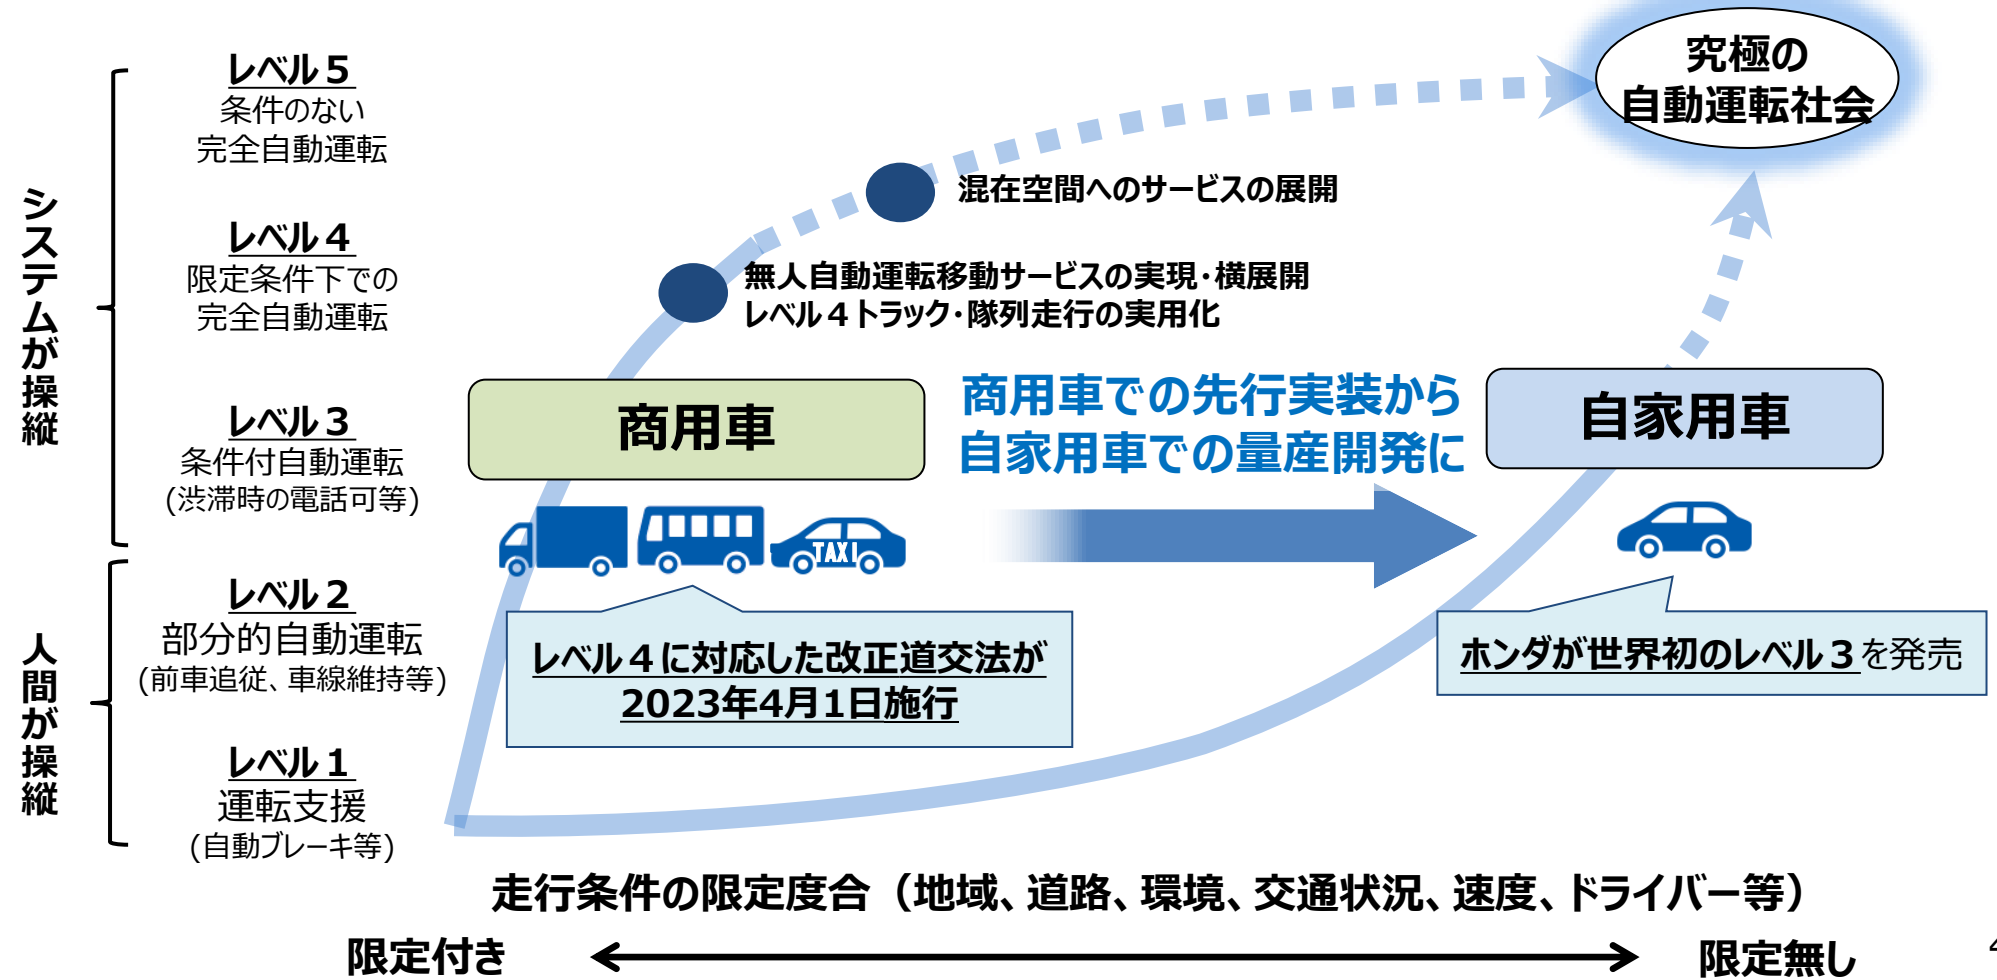 システムが操縦
レベル５
条件のない
完全自動運転
レベル４
限定条件下での
完全自動運転
レベル３
条件付自動運転
(渋滞時の電話可等)
人間が操縦
レベル２
部分的自動運転
(前車追従、車線維持等)
レベル１
運転支援
(自動ブレーキ等)
究極の
自動運転社会
混在空間へのサービスの展開
無人自動運転移動サービスの実現・横展開
レベル４トラック・隊列走行の実用化
商用車
商用車での先行実装から
自家用車での量産開発に
自家用車
TAXI
レベル４に対応した改正道交法が
2023年4月1日施行
ホンダが世界初のレベル３を発売
走行条件の限定度合（地域、道路、環境、交通状況、速度、ドライバー等）
限定付き
限定無し